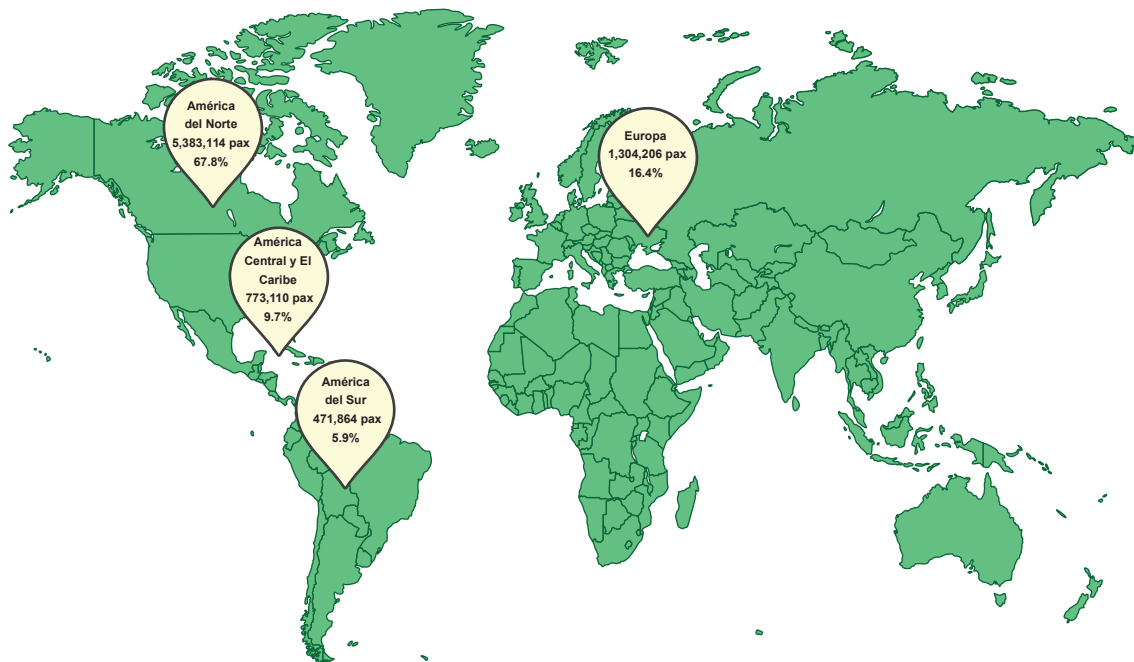 América
del Norte
5,383,114 pax
67.8%
Europa
1,304,206 pax
16.4%
América
Central y El
Caribe
773,110 pax
9.7%
América
del Sur
471,864 pax
5.9%